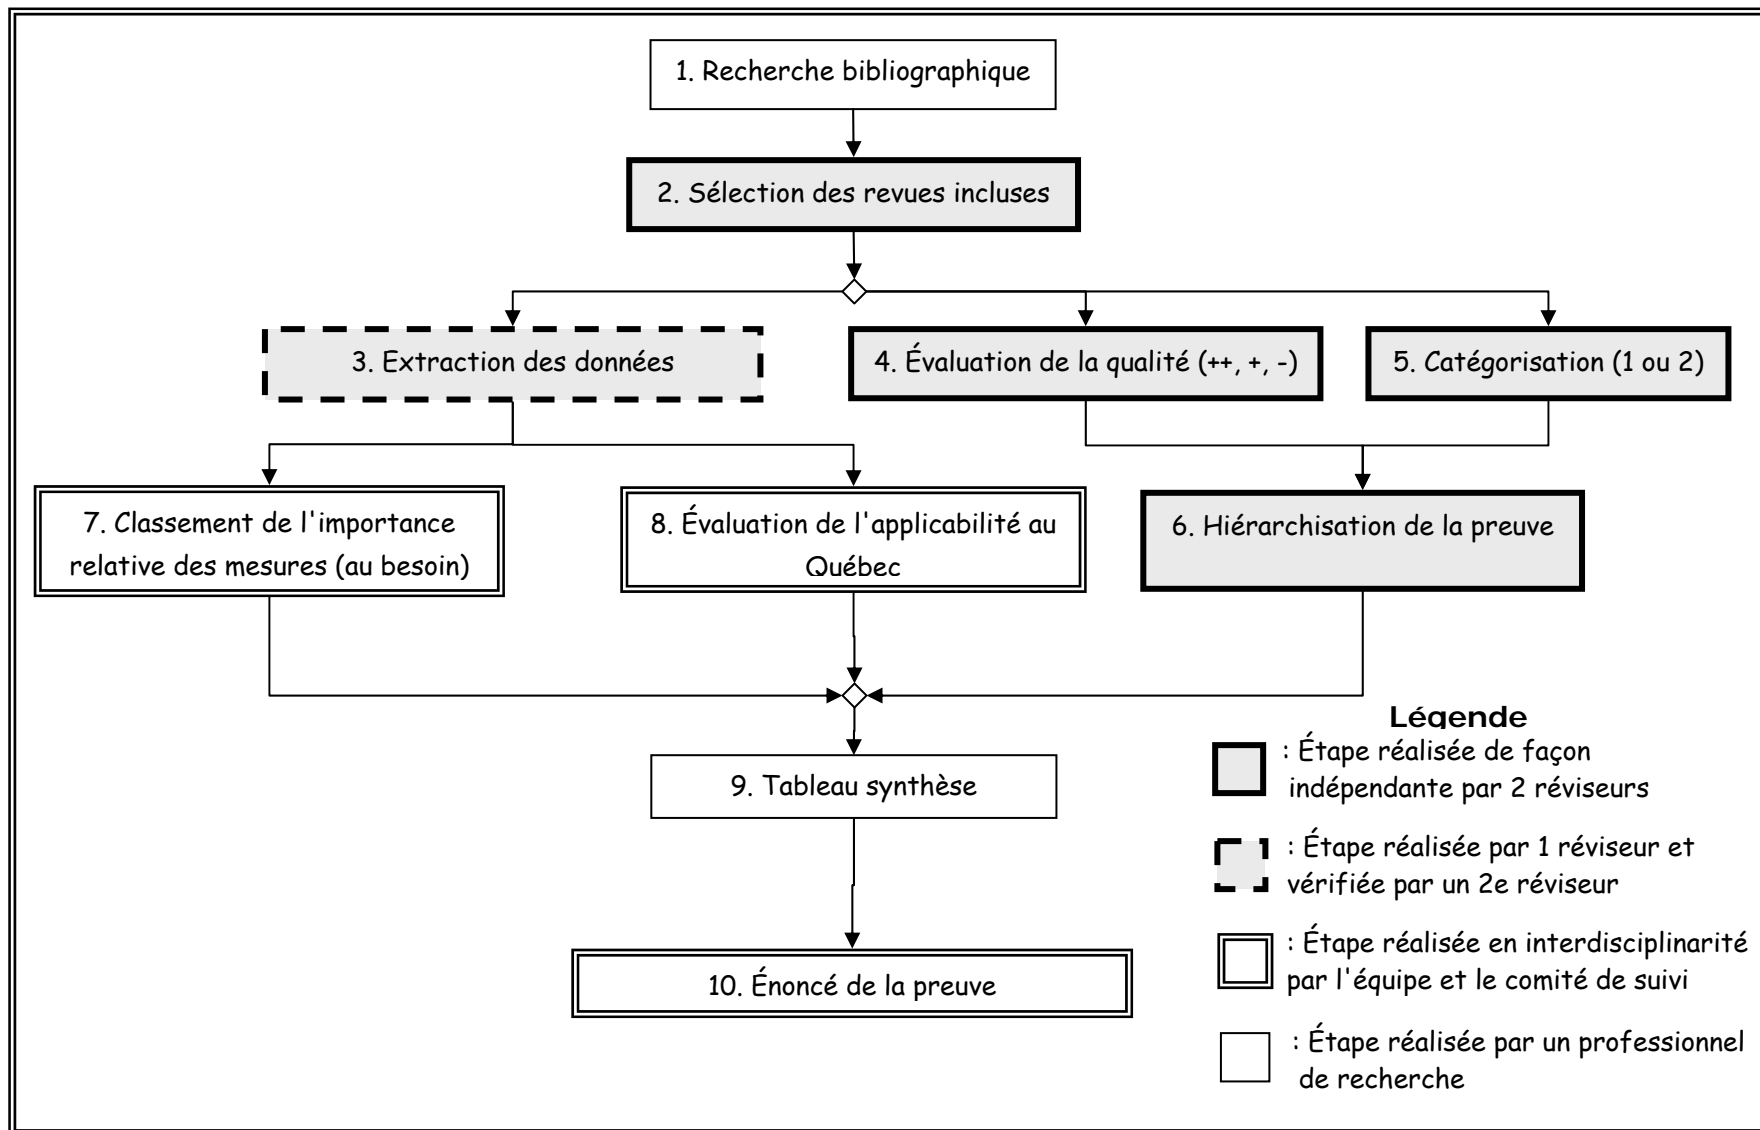 1. Recherche bibliographique
2. Sélection des revues incluses
3. Extraction des données
4. Évaluation de la qualité (++, +, -)
5. Catégorisation (1 ou 2)
7. Classement de l'importance
relative des mesures (au besoin)
8. Évaluation de l'applicabilité au
Québec
6. Hiérarchisation de la preuve
9. Tableau synthèse
10. Énoncé de la preuve
Légende
: Étape réalisée de façon
indépendante par 2 réviseurs
: Étape réalisée par 1 réviseur et
vérifiée par un 2e réviseur
: Étape réalisée en interdisciplinarité
par l'équipe et le comité de suivi
: Étape réalisée par un professionnel
de recherche